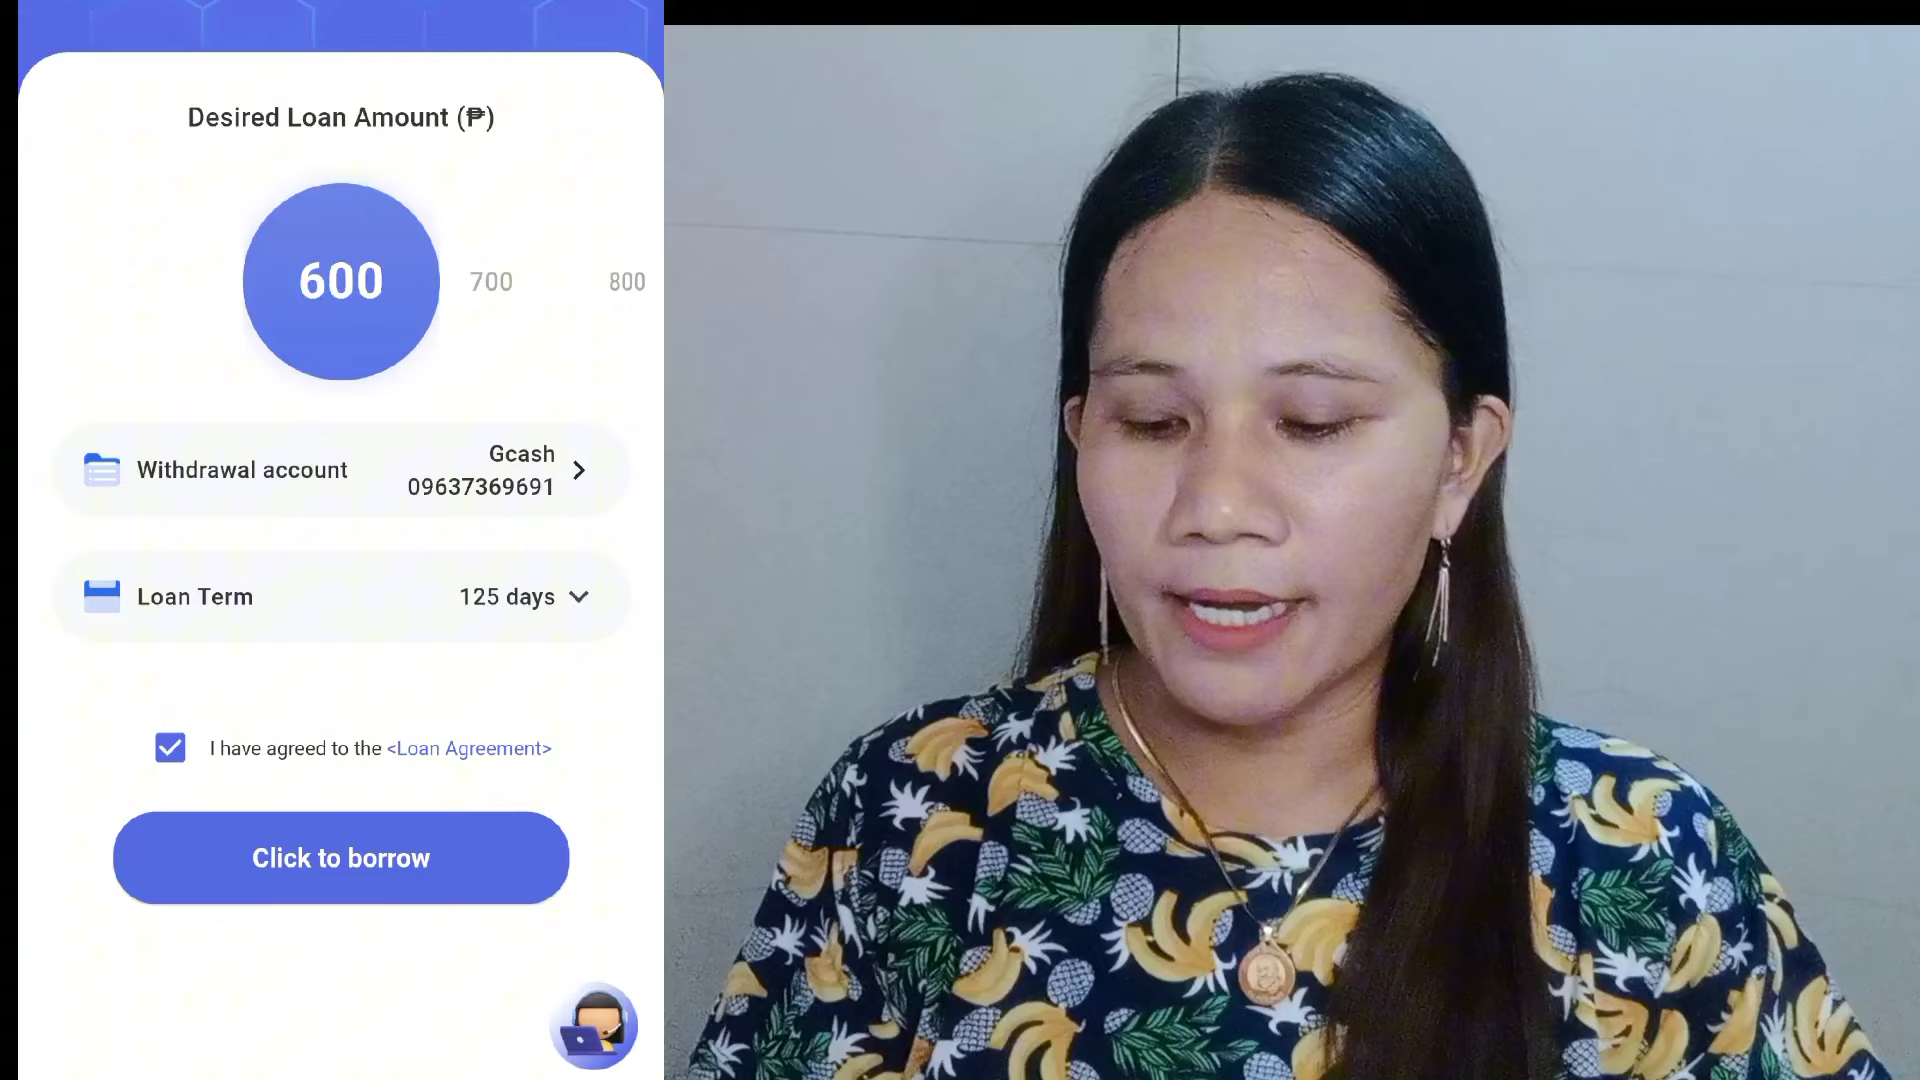 Desired Loan Amount (₱)
600 700 800
Withdrawal account
Gcash
09637369691
Loan Term 125 days
I have agreed to the <Loan Agreement>
Click to borrow